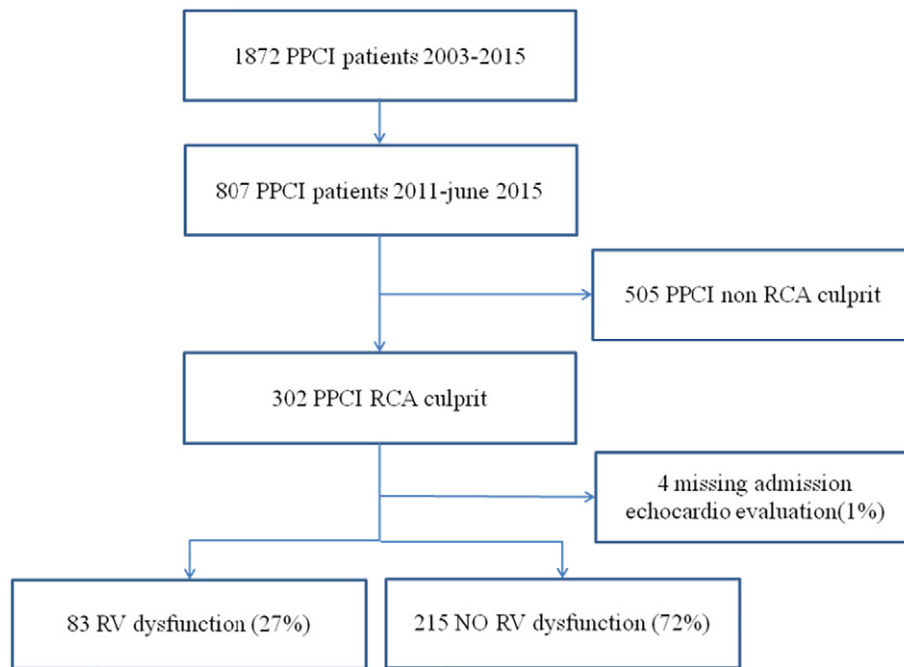 1872 PPCI patients 2003-2015
807 PPCI patients 2011-june 2015
505 PPCI non RCA culprit
302 PPCI RCA culprit
4 missing admission
echocardio evaluation(1%)
83 RV dysfunction (27%)
215 NO RV dysfunction (72%)